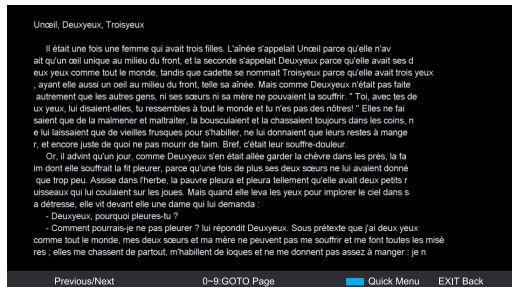 Unœil, Deuxyeux, Troisyeux
Il était une fois une femme qui avait trois filles. L'aînée s'appelait Unœil parce qu'elle n'av
ait qu'un œil unique au milieu du front, et la seconde s'appelait Deuxyeux parce qu'elle avait ses d
eux yeux comme tout le monde, tandis que cadette se nommait Troisyeux parce qu'elle avait trois yeux
, ayant elle aussi un oeil au milieu du front, telle sa aînée. Mais comme Deuxyeux n'était pas faite
autrement que les autres gens, ni ses sœurs ni sa mère ne pouvaient la souffrir. " Toi, avec tes de
ux yeux, lui disaient-elles, tu ressembles à tout le monde et tu n'es pas des nôtres! " Elles ne fai
saient que de la malmener et maltraiter, la bousculaient et la chassaient toujours dans les coins, n
e lui laissaient que de vieilles frusques pour s'habiller, ne lui donnaient que leurs restes à mange
r, et encore juste de quoi ne pas mourir de faim. Bref, c'était leur souffre-douleur.
Or, il advint qu'un jour, comme Deuxyeux s'en était allée garder la chèvre dans les prés, la fa
im dont elle souffrait la fit pleurer, parce qu'une fois de plus ses deux sœurs ne lui avaient donné
que trop peu. Assise dans l'herbe, la pauvre pleura et pleura tellement qu'elle avait deux petits r
uisseaux qui lui coulaient sur les joues. Mais quand elle leva les yeux pour implorer le ciel dans s
a détresse, elle vit devant elle une dame qui lui demanda :
- Deuxyeux, pourquoi pleures-tu ?
- Comment pourrais-je ne pas pleurer ? lui répondit Deuxyeux. Sous prétexte que j'ai deux yeux
comme tout le monde, mes deux sœurs et ma mère ne peuvent pas me souffrir et me font toutes les misè
res ; elles me chassent de partout, m'habillent de loques et ne me donnent pas assez à manger : je n
Previous/Next 0~9:GOTO Page Quick Menu EXIT Back